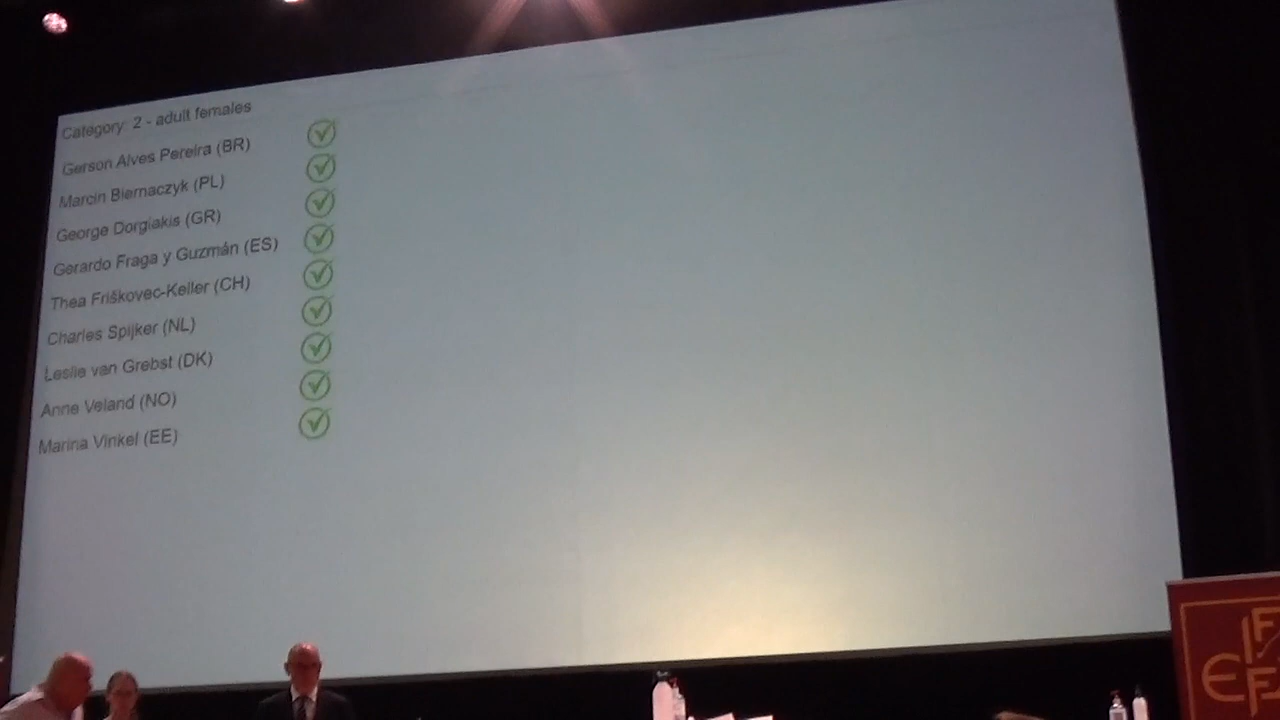 Category: 2 - adult females
Gerson Alves Pereira (BR)
Marcin Biernaczyk (PL)
George Dorgiakis (GR)
Gerardo Fraga y Guzmán (ES)
Thea Friškovec-Keller (CH)
Charles Spijker (NL)
Leslie van Grebst (DK)
Anne Veland (NO)
Marina Vinkel (EE)